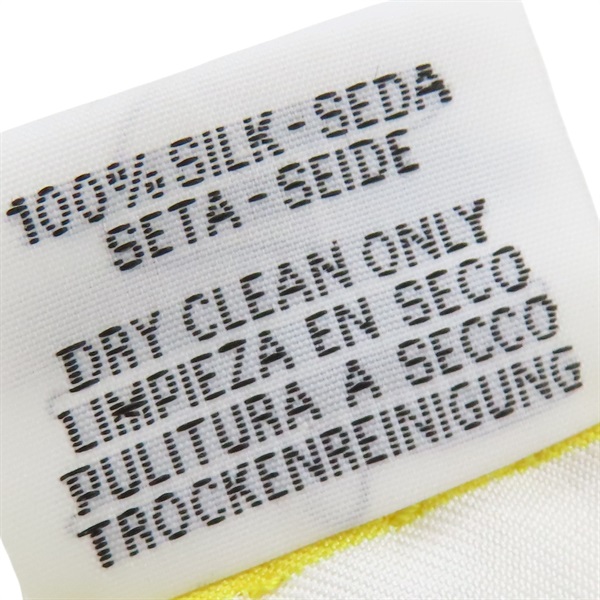 100% SILK-SEDA
SETA-SEIDE
DRY CLEAN ONLY
LIMPIEZA EN SECO
PULITURA A SECCO
TROCKENREINIGUNG